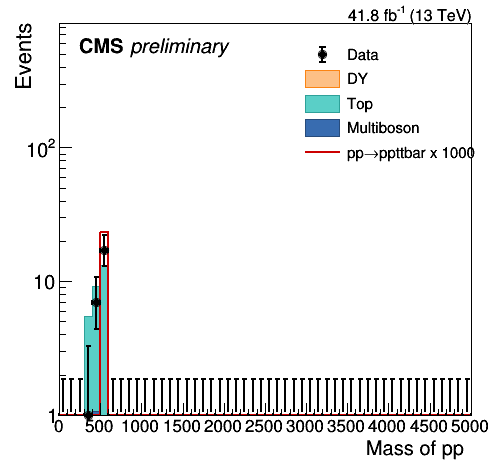 41.8 fb⁻¹ (13 TeV)
CMS preliminary
Data
DY
Top
Multiboson
pp→ppttbar x 1000
Events
10²
10
1
0 500 1000 1500 2000 2500 3000 3500 4000 4500 5000
Mass of pp